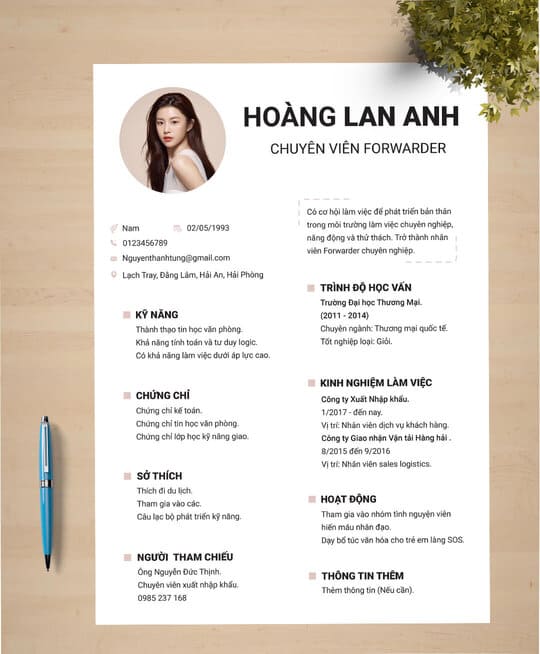 HOÀNG LAN ANH
CHUYÊN VIÊN FORWARDER
Nam
02/05/1993
0123456789
Nguyenthanhtung@gmail.com
Lạch Tray, Đằng Lâm, Hải An, Hải Phòng
KỸ NĂNG
Thành thạo tin học văn phòng.
Khả năng tính toán và tư duy logic.
Có khả năng làm việc dưới áp lực cao.
CHỨNG CHỈ
Chứng chỉ kế toán.
Chứng chỉ tin học văn phòng.
Chứng chỉ lớp học kỹ năng giao.
SỞ THÍCH
Thích đi du lịch.
Tham gia vào các.
Câu lạc bộ phát triển kỹ năng.
NGƯỜI THAM CHIẾU
Ông Nguyễn Đức Thịnh.
Chuyên viên xuất nhập khẩu.
0985 237 168
Có cơ hội làm việc để phát triển bản thân
trong môi trường làm việc chuyên nghiệp,
năng động và thử thách. Trở thành nhân
viên Forwarder chuyên nghiệp.
TRÌNH ĐỘ HỌC VẤN
Trường Đại học Thương Mại.
(2011 - 2014)
Chuyên ngành: Thương mại quốc tế.
Tốt nghiệp loại: Giỏi.
KINH NGHIỆM LÀM VIỆC
Công ty Xuất Nhập khẩu.
1/2017 - đến nay.
Vị trí: Nhân viên dịch vụ khách hàng.
Công ty Giao nhận Vận tải Hàng hải .
8/2015 đến 9/2016
Vị trí: Nhân viên sales logistics.
HOẠT ĐỘNG
Tham gia vào nhóm tình nguyện viên
hiến máu nhân đạo.
Dạy bổ túc văn hóa cho trẻ em làng SOS.
THÔNG TIN THÊM
Thêm thông tin (Nếu cần).